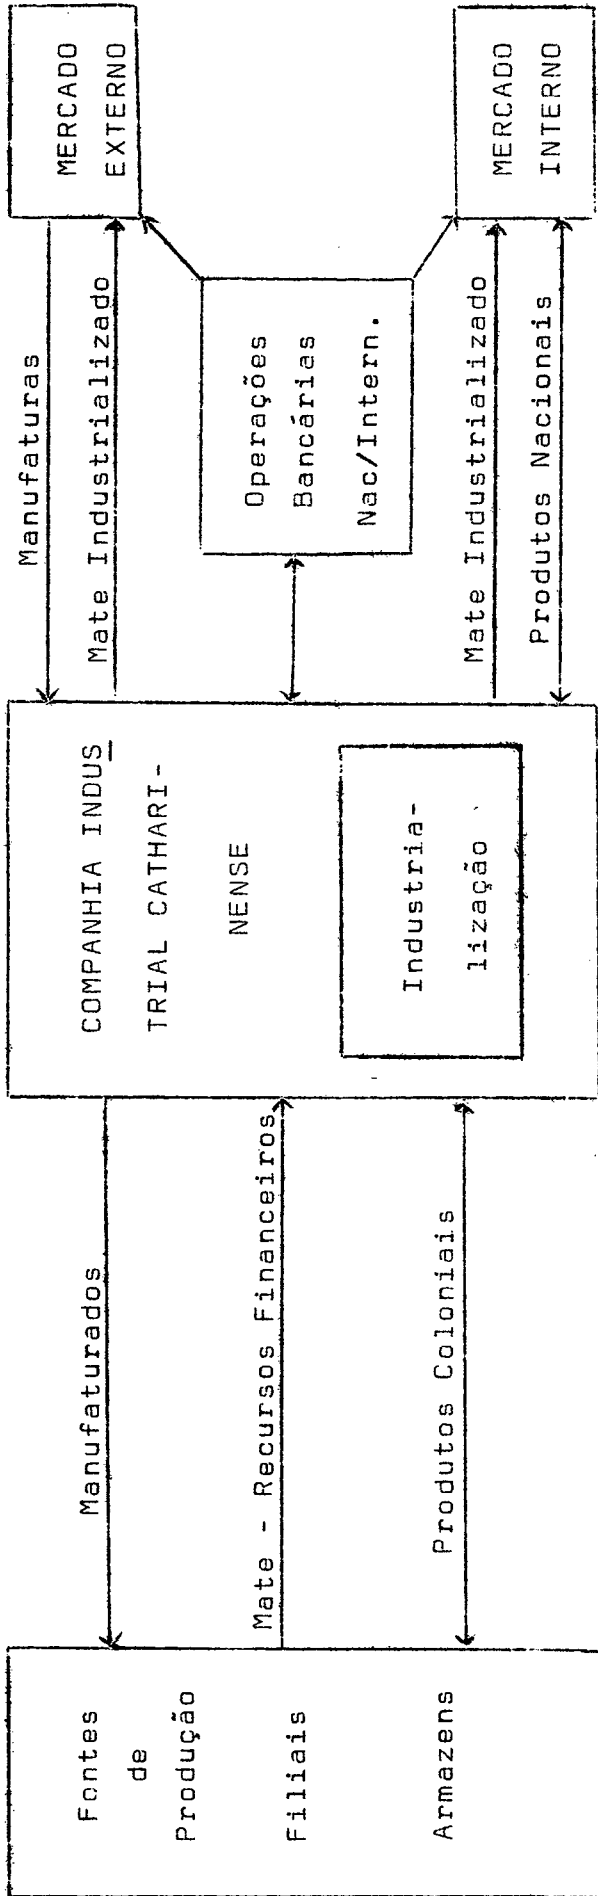 Fontes
de
Produção
Filiais
Armazens
Manufaturados
Mate - Recursos Financeiros
Produtos Coloniais
COMPANHIA INDUS
TRIAL CATHARI-
NENSE
Industria-
lização
Manufaturas
Mate Industrializado
Operações
Bancárias
Nac/Intern.
Mate Industrializado
Produtos Nacionais
MERCADO
EXTERNO
MERCADO
INTERNO